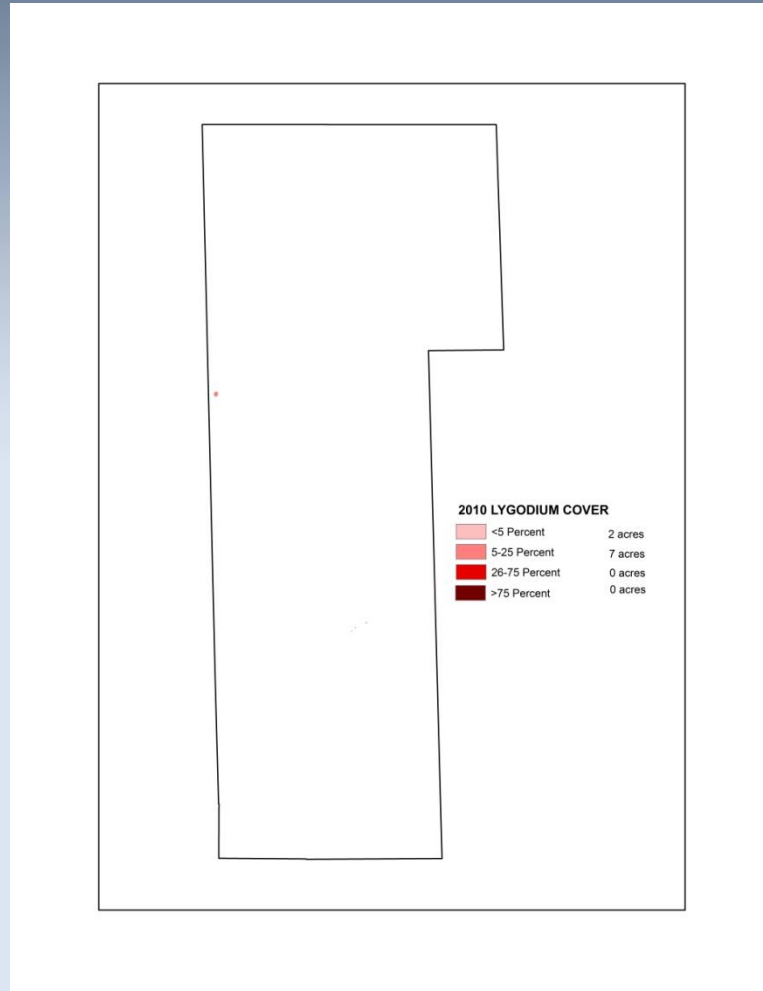 2010 LYGODIUM COVER
<5 Percent 2 acres
5-25 Percent 7 acres
26-75 Percent 0 acres
>75 Percent 0 acres